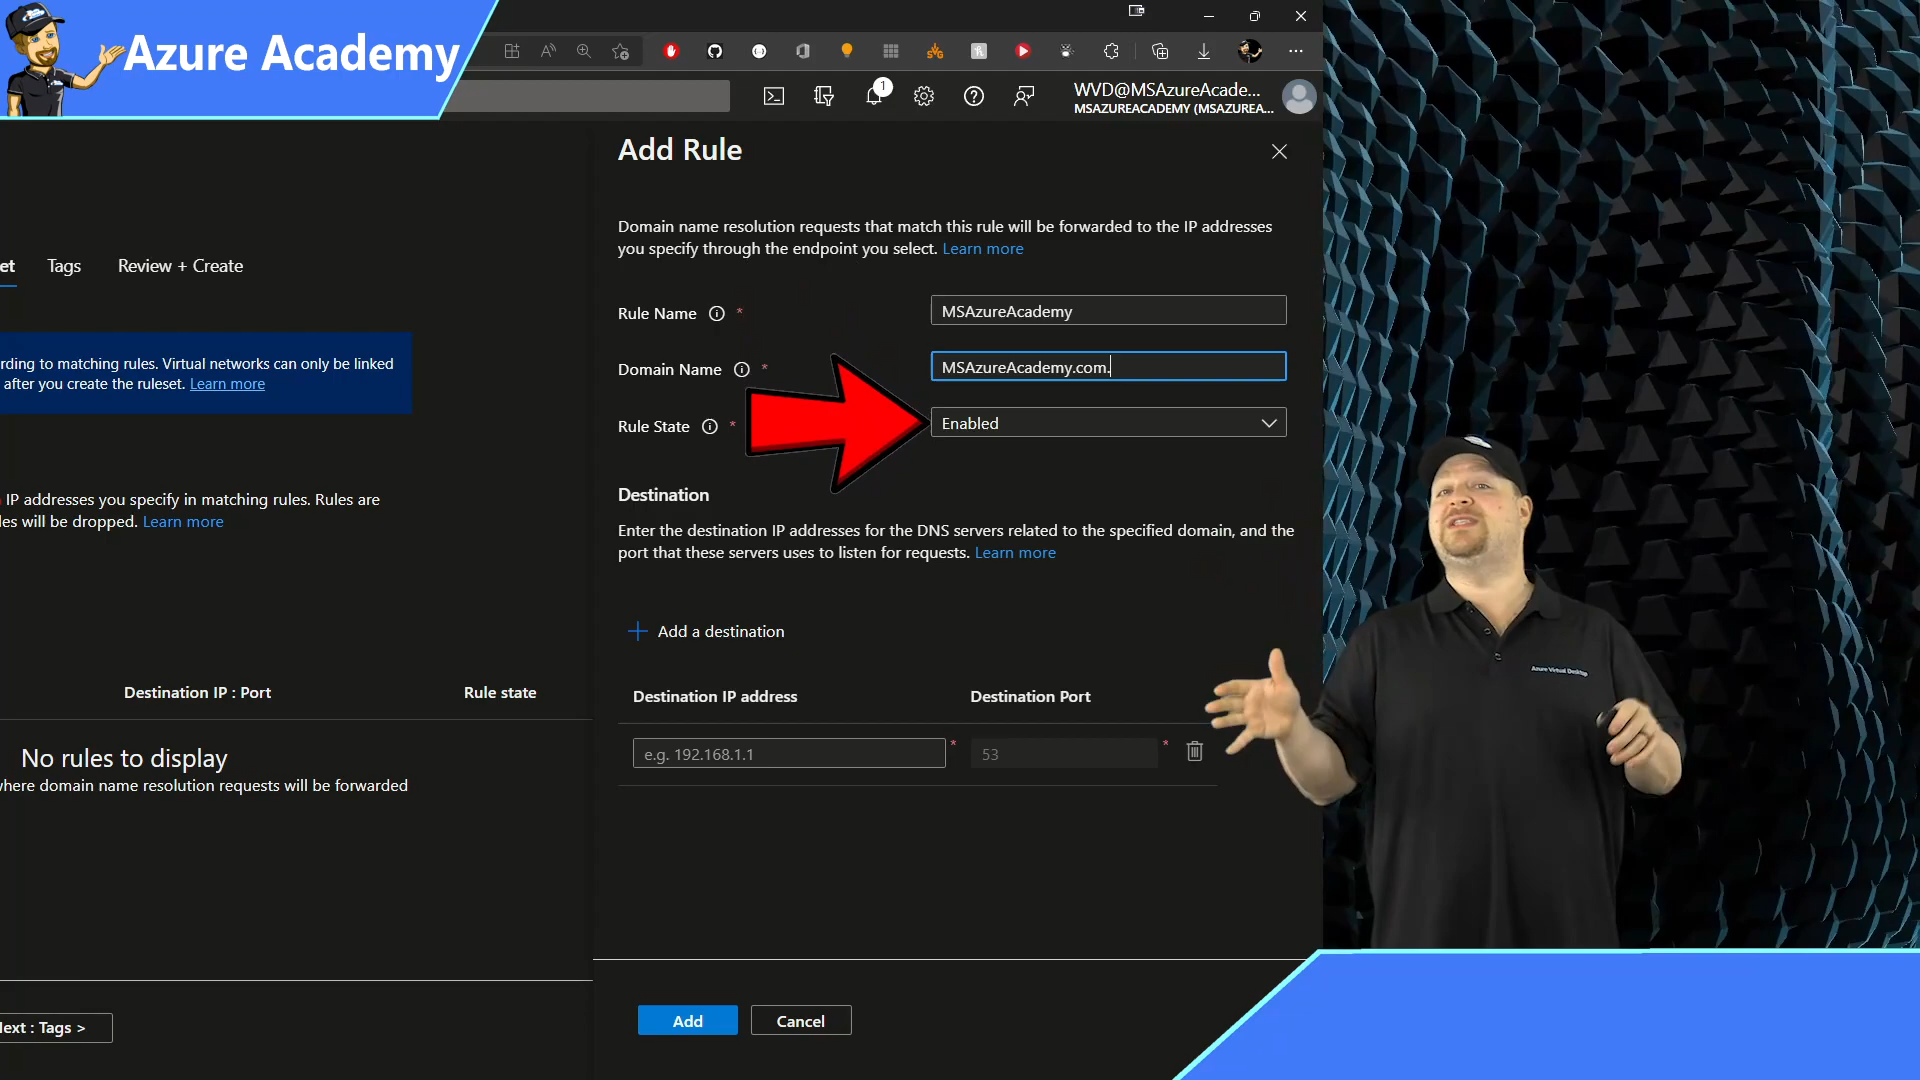 Azure Academy
1
WVD@MSAzureAcade...
MSAZUREACADEMY (MSAZUREA...
Add Rule
Domain name resolution requests that match this rule will be forwarded to the IP addresses
you specify through the endpoint you select. Learn more
et Tags Review + Create
Rule Name *
MSAzureAcademy
Domain Name *
MSAzureAcademy.com.
Rule State *
Enabled
rding to matching rules. Virtual networks can only be linked
after you create the ruleset. Learn more
Destination
Enter the destination IP addresses for the DNS servers related to the specified domain, and the
port that these servers uses to listen for requests. Learn more
IP addresses you specify in matching rules. Rules are
es will be dropped. Learn more
Add a destination
Destination IP : Port Rule state
Destination IP address Destination Port
e.g. 192.168.1.1 * 53 *
No rules to display
here domain name resolution requests will be forwarded
Azure Virtual Desktop
Add Cancel
ext : Tags >